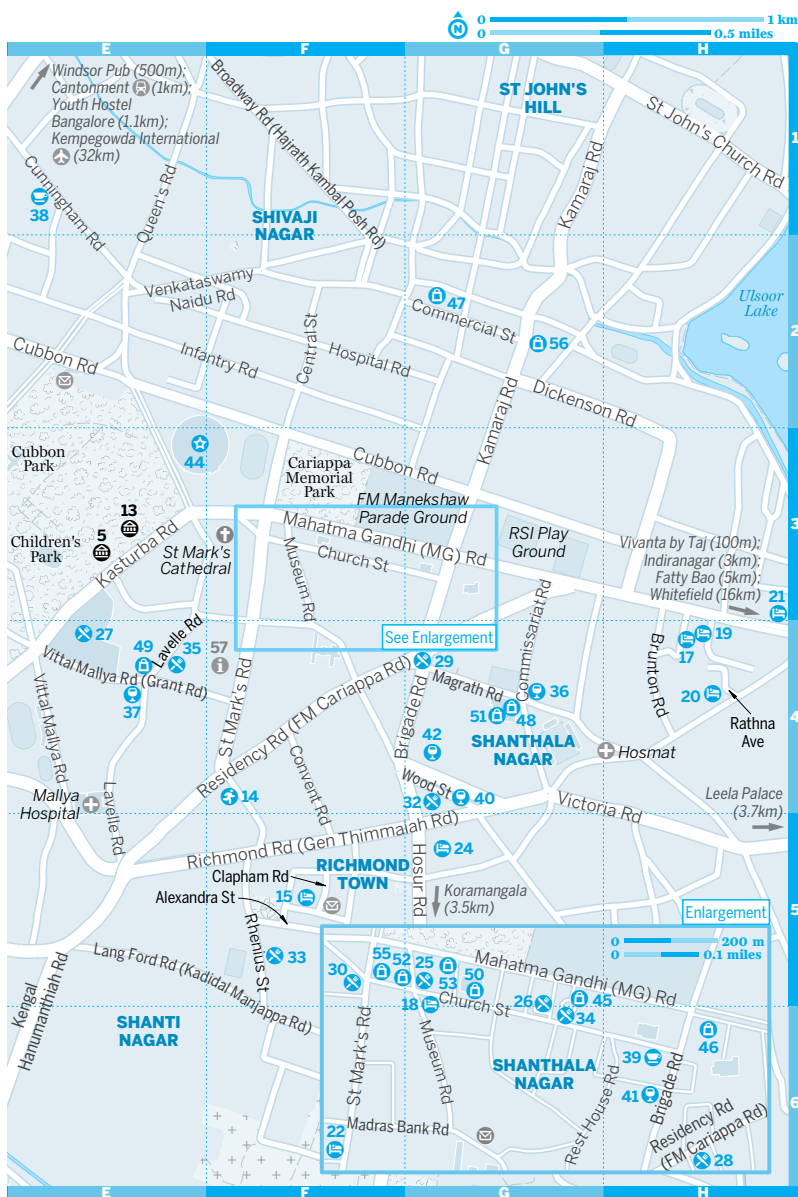 0 1 km
N
0 0.5 miles
E F G H
Windsor Pub (500m);
Cantonment (1km);
Youth Hostel
Bangalore (1.1km);
Kempegowda International
(32km)
Broadway Rd (Hajrath Kambal Posh Rd)
ST JOHN'S
HILL
St John's Church Rd
1
Cunningham Rd
Queen's Rd
Kamaraj Rd
38
SHIVAJI
NAGAR
Venkataswamy
Naidu Rd
47
Commercial St
56
Ulsoor
Lake
2
Cubbon Rd
Infantry Rd
Central St
Hospital Rd
Dickenson Rd
Kamaraj Rd
44
Cubbon
Park
Cariappa
Memorial
Park
Cubbon Rd
FM Manekshaw
Parade Ground
13
5
Children's
Park
Kasturba Rd
St Mark's
Cathedral
Mahatma Gandhi (MG) Rd
Church St
Museum Rd
RSI Play
Ground
3
Vivanta by Taj (100m);
Indiranagar (3km);
Fatty Bao (5km);
Whitefield (16km)
21
27
49
Lavelle Rd
35
57
See Enlargement
29
Commissariat Rd
Brunton Rd
19
17
Vittal Mallya Rd (Grant Rd)
37
St Mark's Rd
Residency Rd (FM Cariappa Rd)
Brigade Rd
Magrath Rd
36
51
48
20
Rathna
Ave
4
Vittal Mallya Rd
42
SHANTHALA
NAGAR
Hosmat
Mallya
Hospital
Lavelle Rd
14
Convent Rd
Wood St
32
40
Victoria Rd
Leela Palace
(3.7km)
Richmond Rd (Gen Thimmaiah Rd)
Hosur Rd
24
Clapham Rd
RICHMOND
TOWN
15
Alexandra St
Koramangala
(3.5km)
5
Enlargement
Rhenius St
0 200 m
0 0.1 miles
Lang Ford Rd (Kadidal Manjappa Rd)
33
30
55
52
25
53
50
Mahatma Gandhi (MG) Rd
Kengal
Hanumanthiah Rd
18
Church St
26
45
34
SHANTI
NAGAR
St Mark's Rd
Museum Rd
SHANTHALA
NAGAR
39
46
41
Brigade Rd
Rest House Rd
6
22
Madras Bank Rd
Residency Rd
(FM Cariappa Rd)
28
E F G H